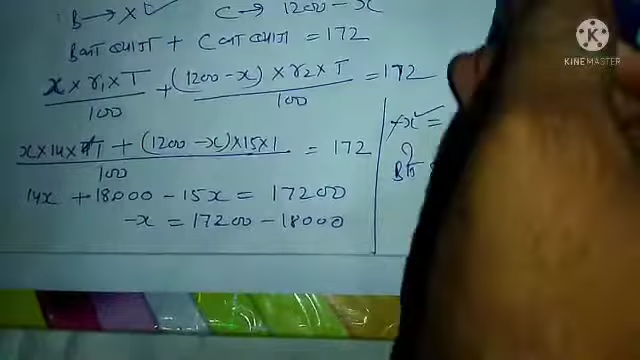 B → x ✓ C → 1200 - x
B का ब्याज + C का ब्याज = 172
x × r₁ × T / 100 + (1200 - x) × r₂ × T / 100 = 172
x × 14 × 1 + (1200 - x) × 15 × 1 / 100 = 172
14x + 18000 - 15x = 17200
-x = 17200 - 18000
-x =
KINEMASTER